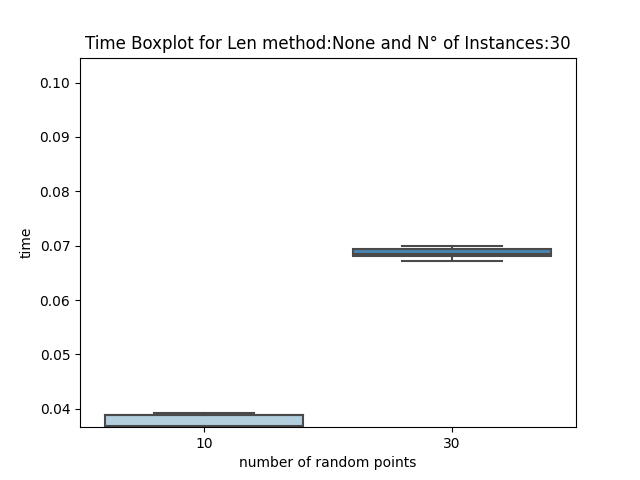 Time Boxplot for Len method:None and N° of Instances:30
0.10
0.09
0.08
0.07
0.06
0.05
0.04
time
10 30
number of random points